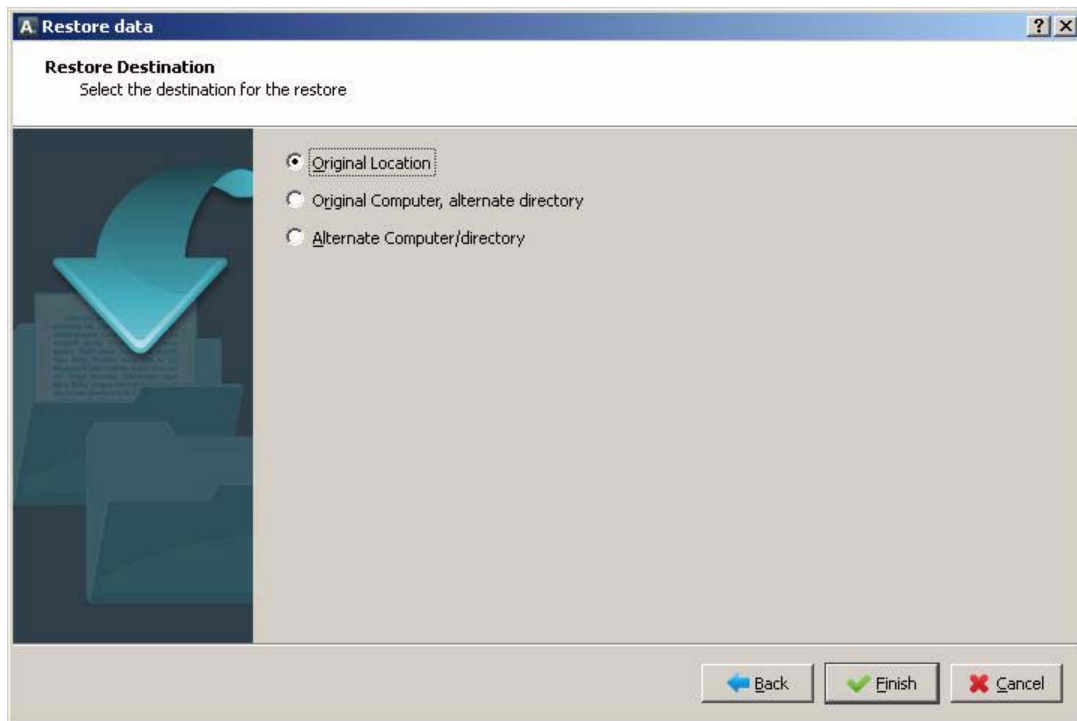 A. Restore data
Restore Destination
Select the destination for the restore
Original Location
Original Computer, alternate directory
Alternate Computer/directory
Back
Finish
Cancel